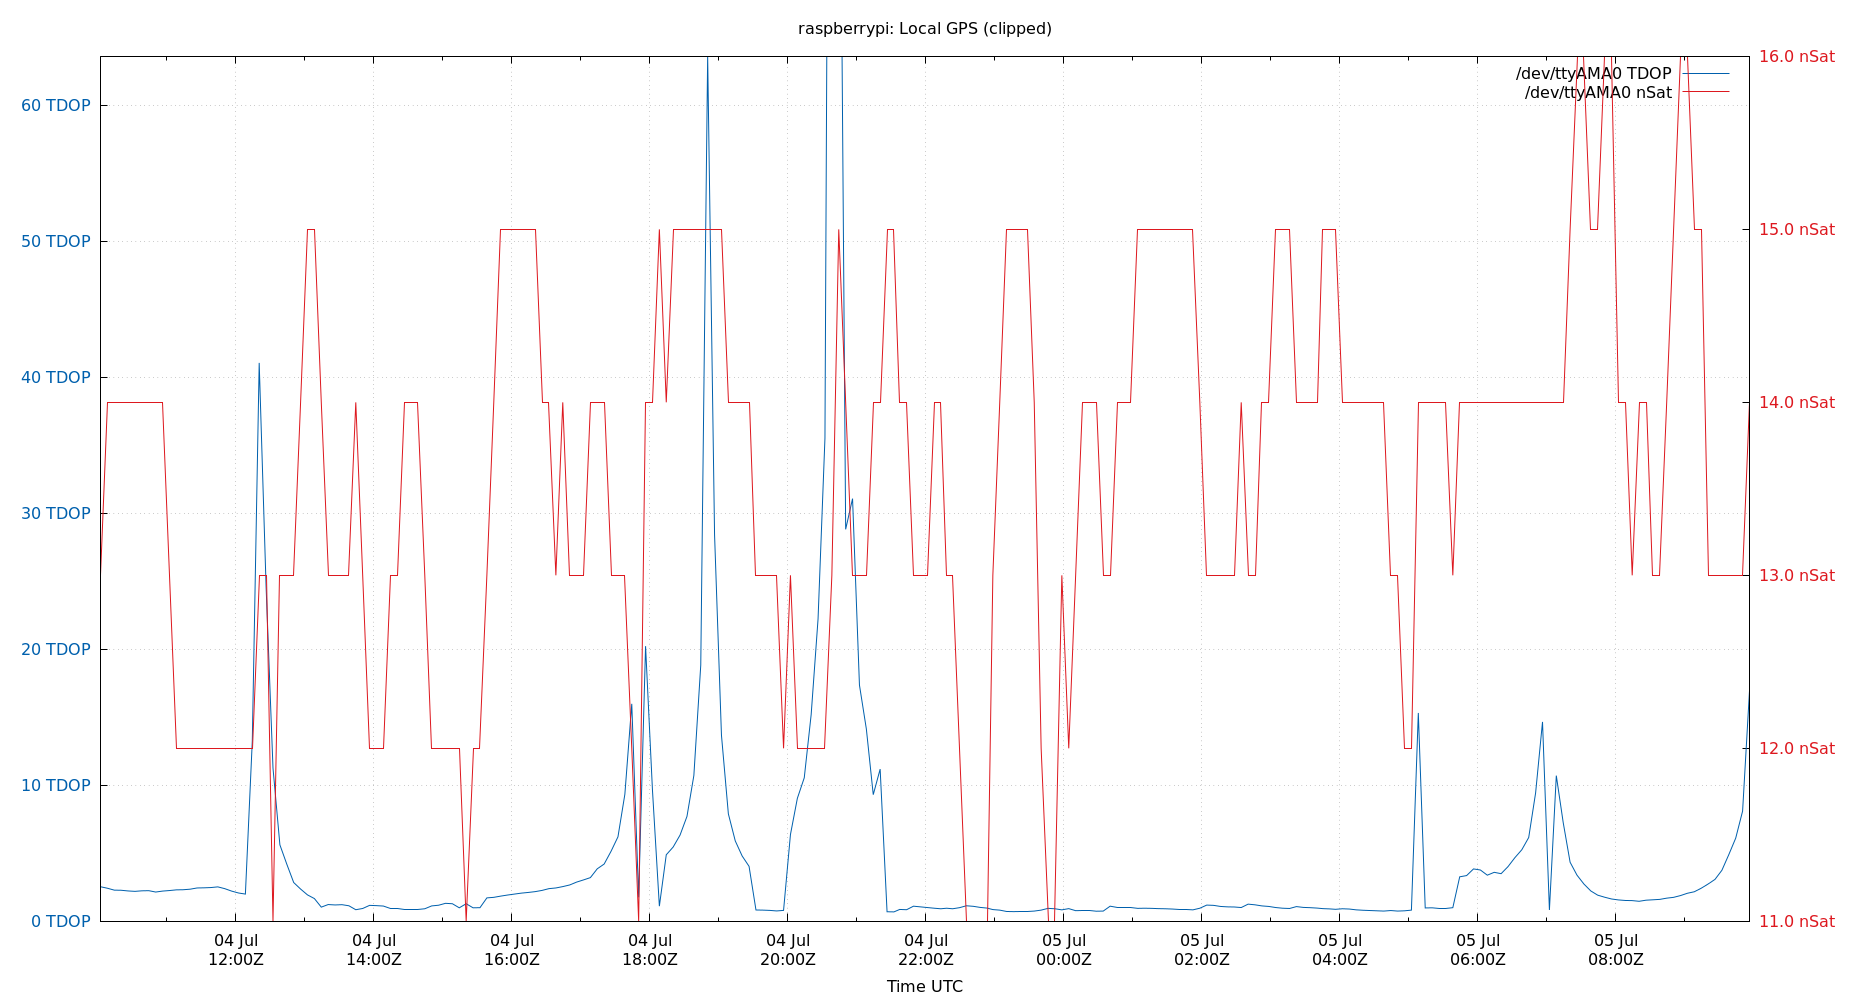 raspberrypi: Local GPS (clipped)
16.0 nSat
/dev/ttyAMA0 TDOP
/dev/ttyAMA0 nSat
60 TDOP
50 TDOP
15.0 nSat
40 TDOP
14.0 nSat
30 TDOP
13.0 nSat
20 TDOP
12.0 nSat
10 TDOP
0 TDOP
11.0 nSat
04 Jul 04 Jul 04 Jul 04 Jul 04 Jul 04 Jul 05 Jul 05 Jul 05 Jul 05 Jul 05 Jul
12:00Z 14:00Z 16:00Z 18:00Z 20:00Z 22:00Z 00:00Z 02:00Z 04:00Z 06:00Z 08:00Z
Time UTC